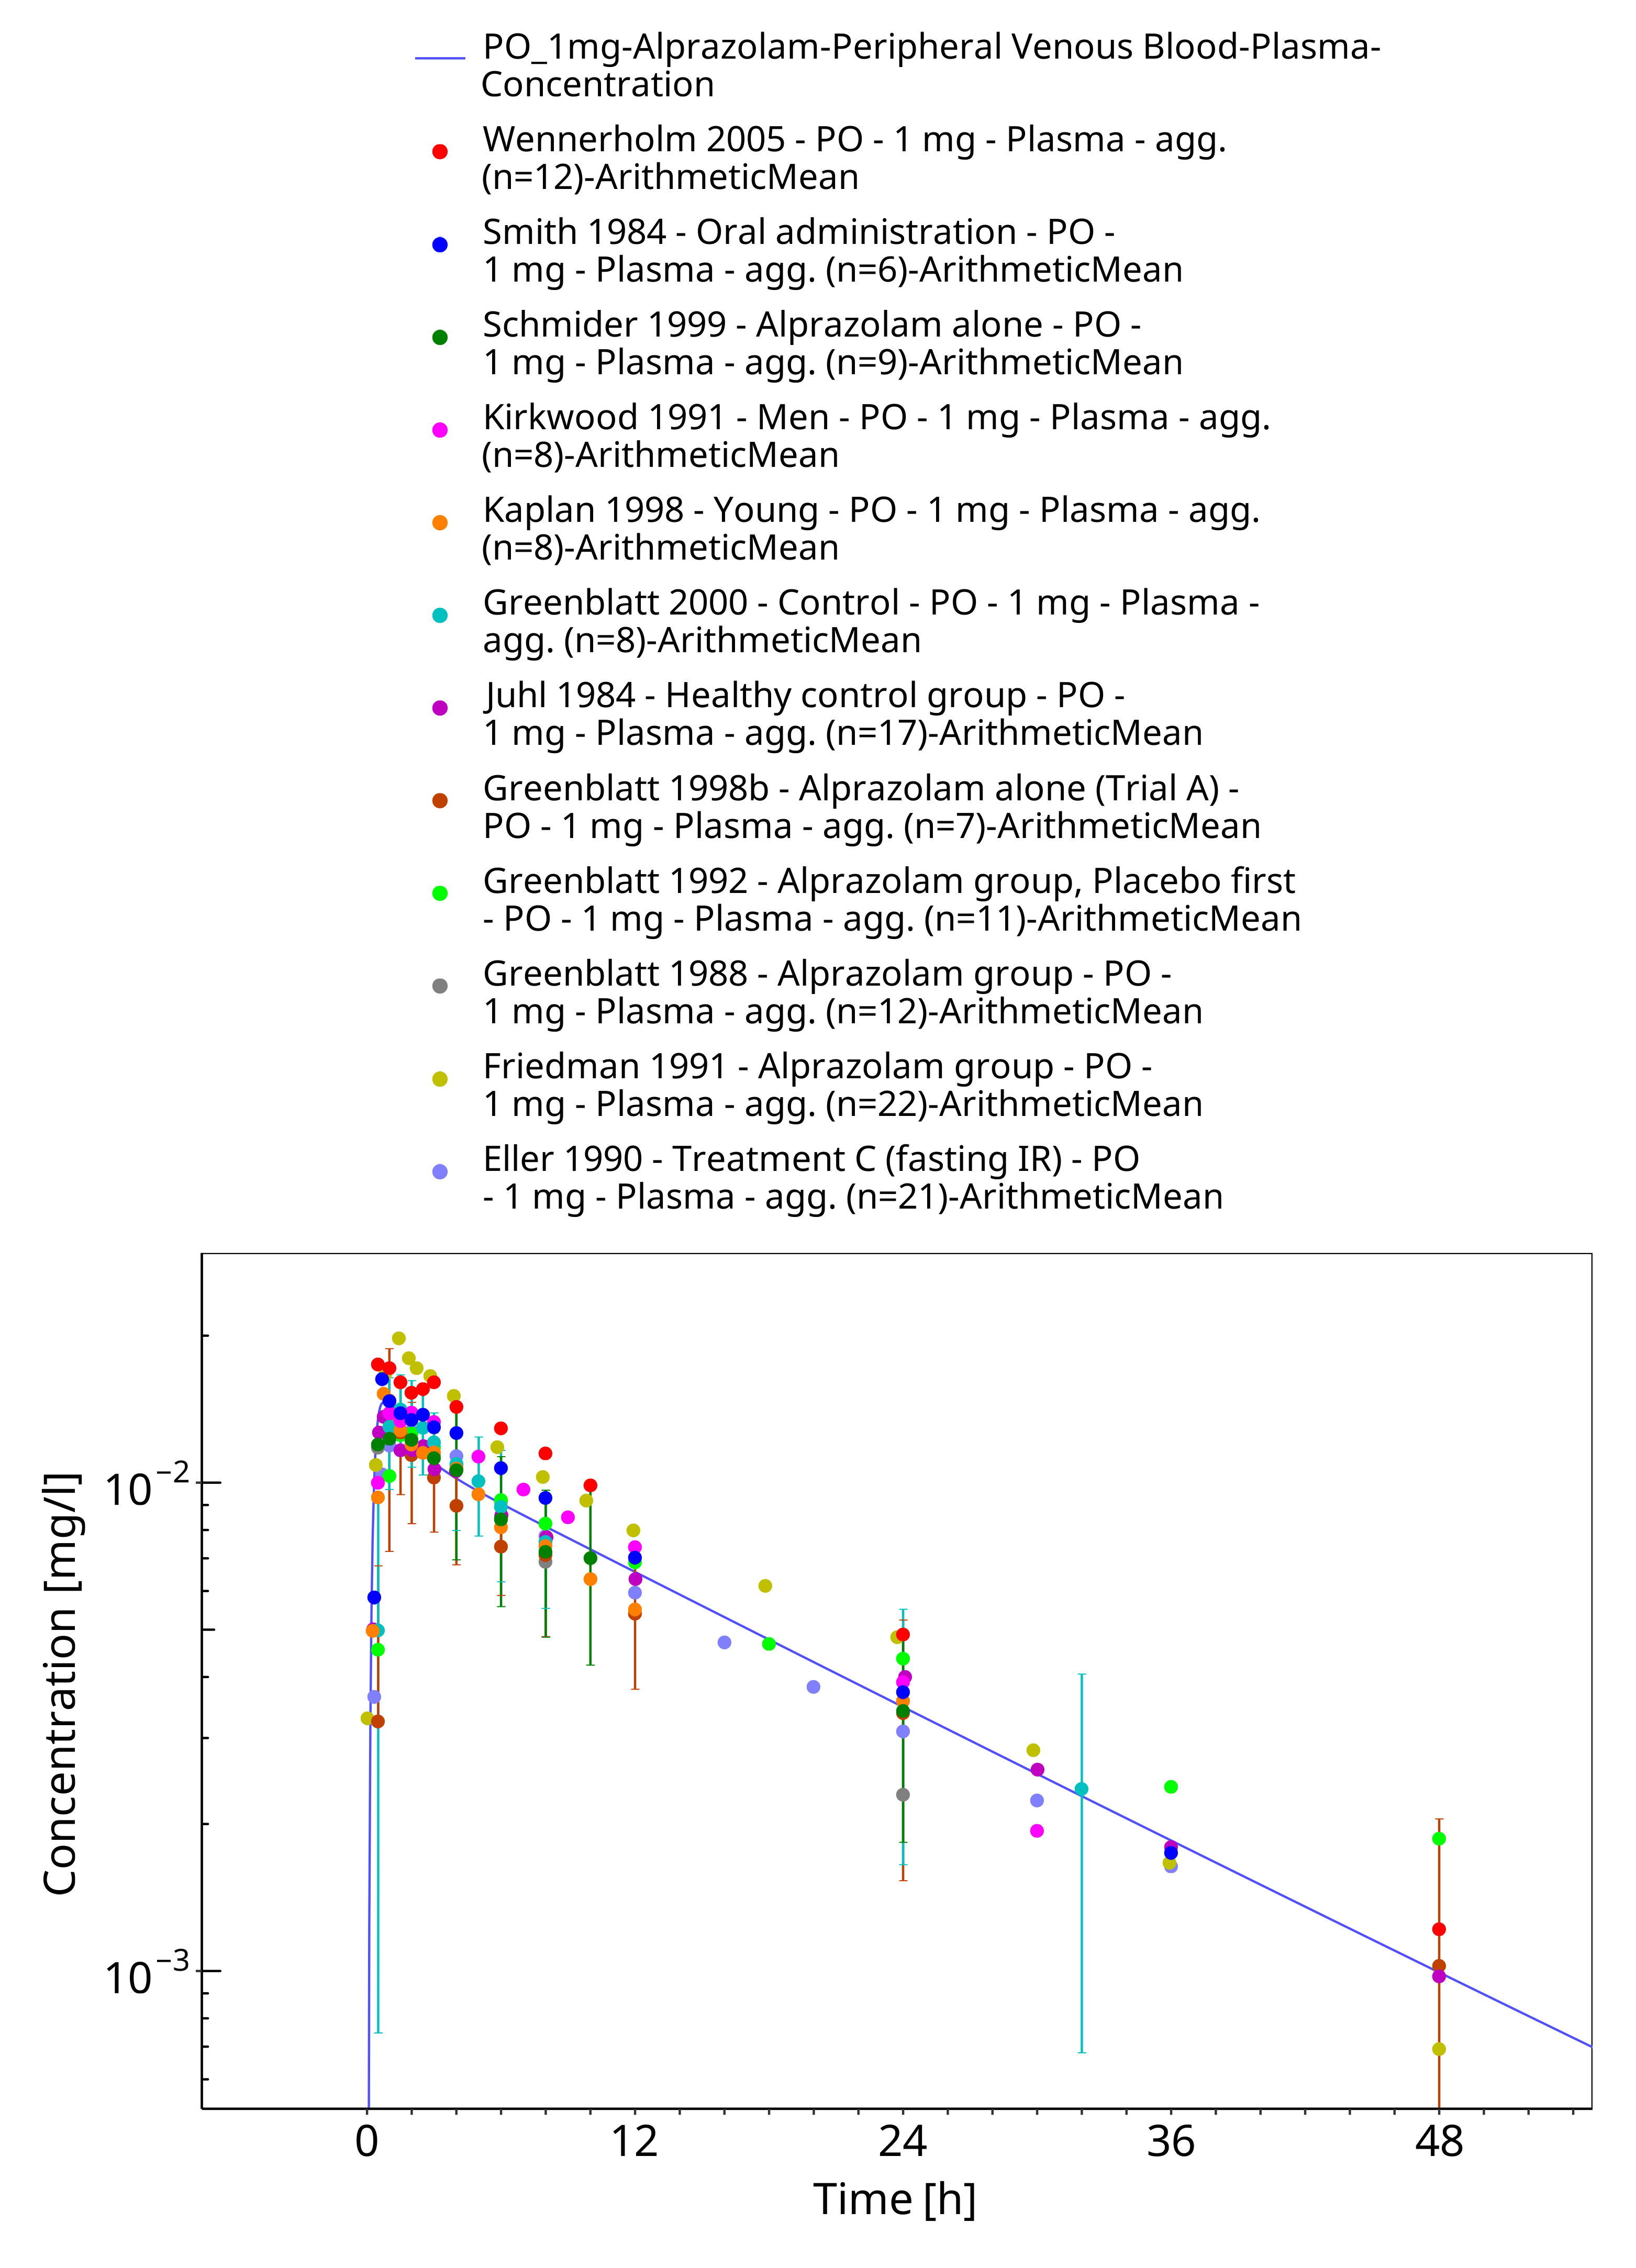 PO_1mg-Alprazolam-Peripheral Venous Blood-Plasma-
Concentration
Wennerholm 2005 - PO - 1 mg - Plasma - agg.
(n=12)-ArithmeticMean
Smith 1984 - Oral administration - PO -
1 mg - Plasma - agg. (n=6)-ArithmeticMean
Schmider 1999 - Alprazolam alone - PO -
1 mg - Plasma - agg. (n=9)-ArithmeticMean
Kirkwood 1991 - Men - PO - 1 mg - Plasma - agg.
(n=8)-ArithmeticMean
Kaplan 1998 - Young - PO - 1 mg - Plasma - agg.
(n=8)-ArithmeticMean
Greenblatt 2000 - Control - PO - 1 mg - Plasma -
agg. (n=8)-ArithmeticMean
Juhl 1984 - Healthy control group - PO -
1 mg - Plasma - agg. (n=17)-ArithmeticMean
Greenblatt 1998b - Alprazolam alone (Trial A) -
PO - 1 mg - Plasma - agg. (n=7)-ArithmeticMean
Greenblatt 1992 - Alprazolam group, Placebo first
- PO - 1 mg - Plasma - agg. (n=11)-ArithmeticMean
Greenblatt 1988 - Alprazolam group - PO -
1 mg - Plasma - agg. (n=12)-ArithmeticMean
Friedman 1991 - Alprazolam group - PO -
1 mg - Plasma - agg. (n=22)-ArithmeticMean
Eller 1990 - Treatment C (fasting IR) - PO
- 1 mg - Plasma - agg. (n=21)-ArithmeticMean
Concentration [mg/l]
10⁻²
10⁻³
0 12 24 36 48
Time [h]